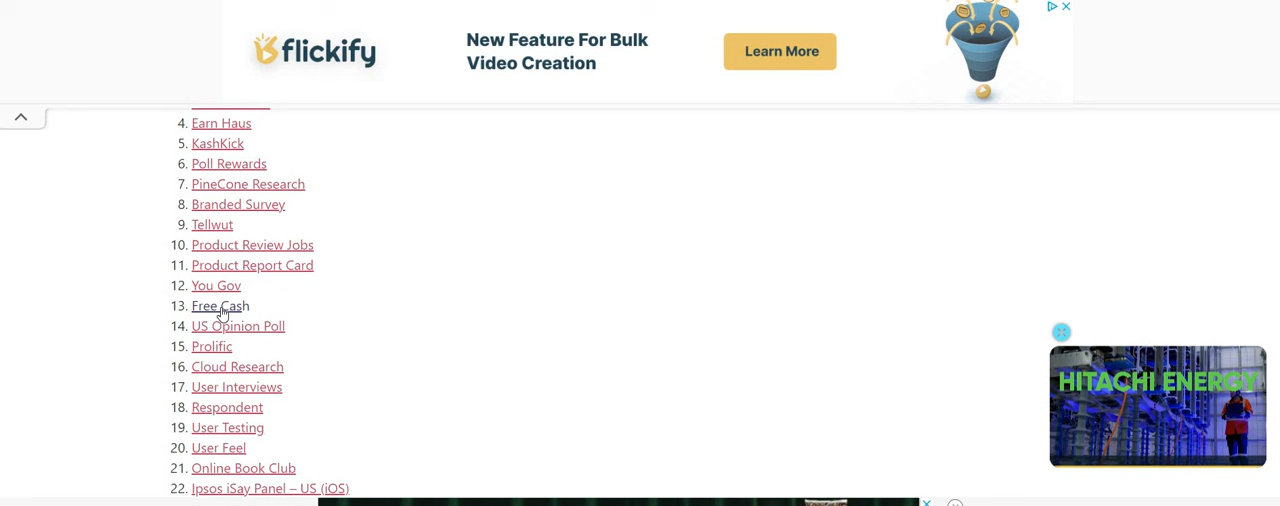 flickify
New Feature For Bulk
Video Creation
Learn More
4. Earn Haus
5. KashKick
6. Poll Rewards
7. PineCone Research
8. Branded Survey
9. Tellwut
10. Product Review Jobs
11. Product Report Card
12. You Gov
13. Free Cash
14. US Opinion Poll
15. Prolific
16. Cloud Research
17. User Interviews
18. Respondent
19. User Testing
20. User Feel
21. Online Book Club
22. Ipsos iSay Panel – US (iOS)
HITACHI ENERGY